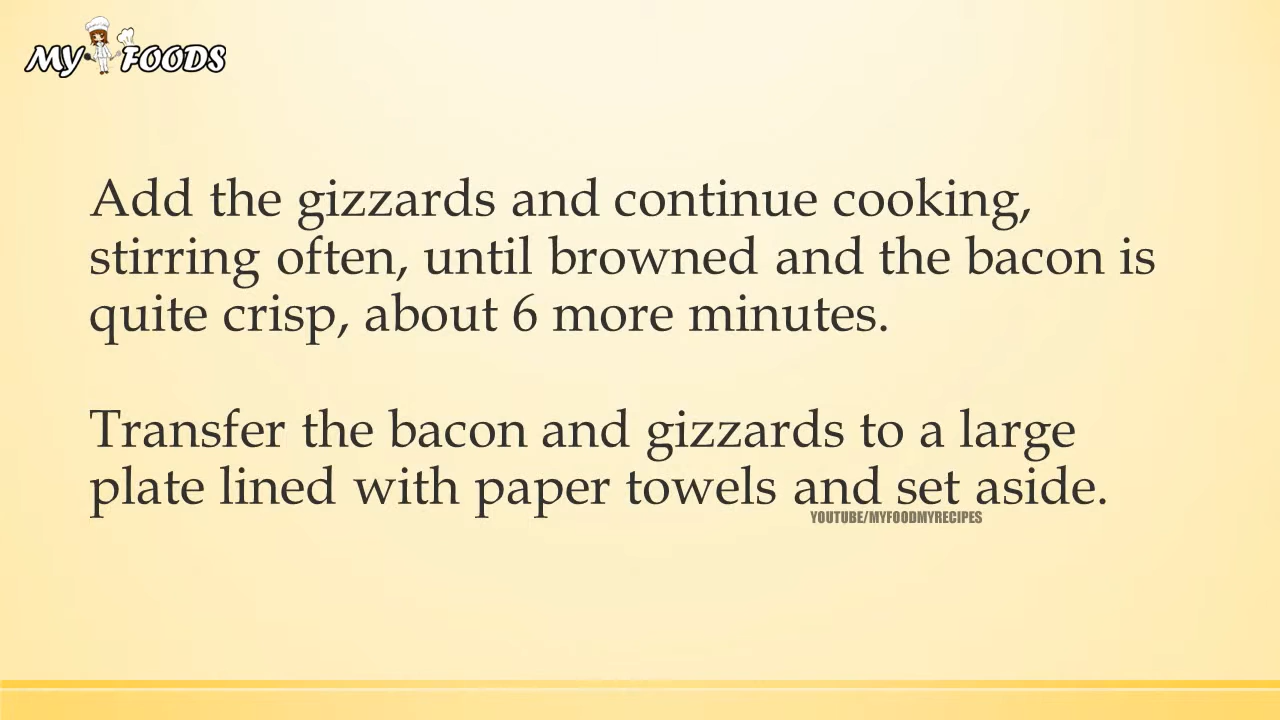 MY FOODS
Add the gizzards and continue cooking,
stirring often, until browned and the bacon is
quite crisp, about 6 more minutes.
Transfer the bacon and gizzards to a large
plate lined with paper towels and set aside.
YOUTUBE/MYFOODMYRECIPES